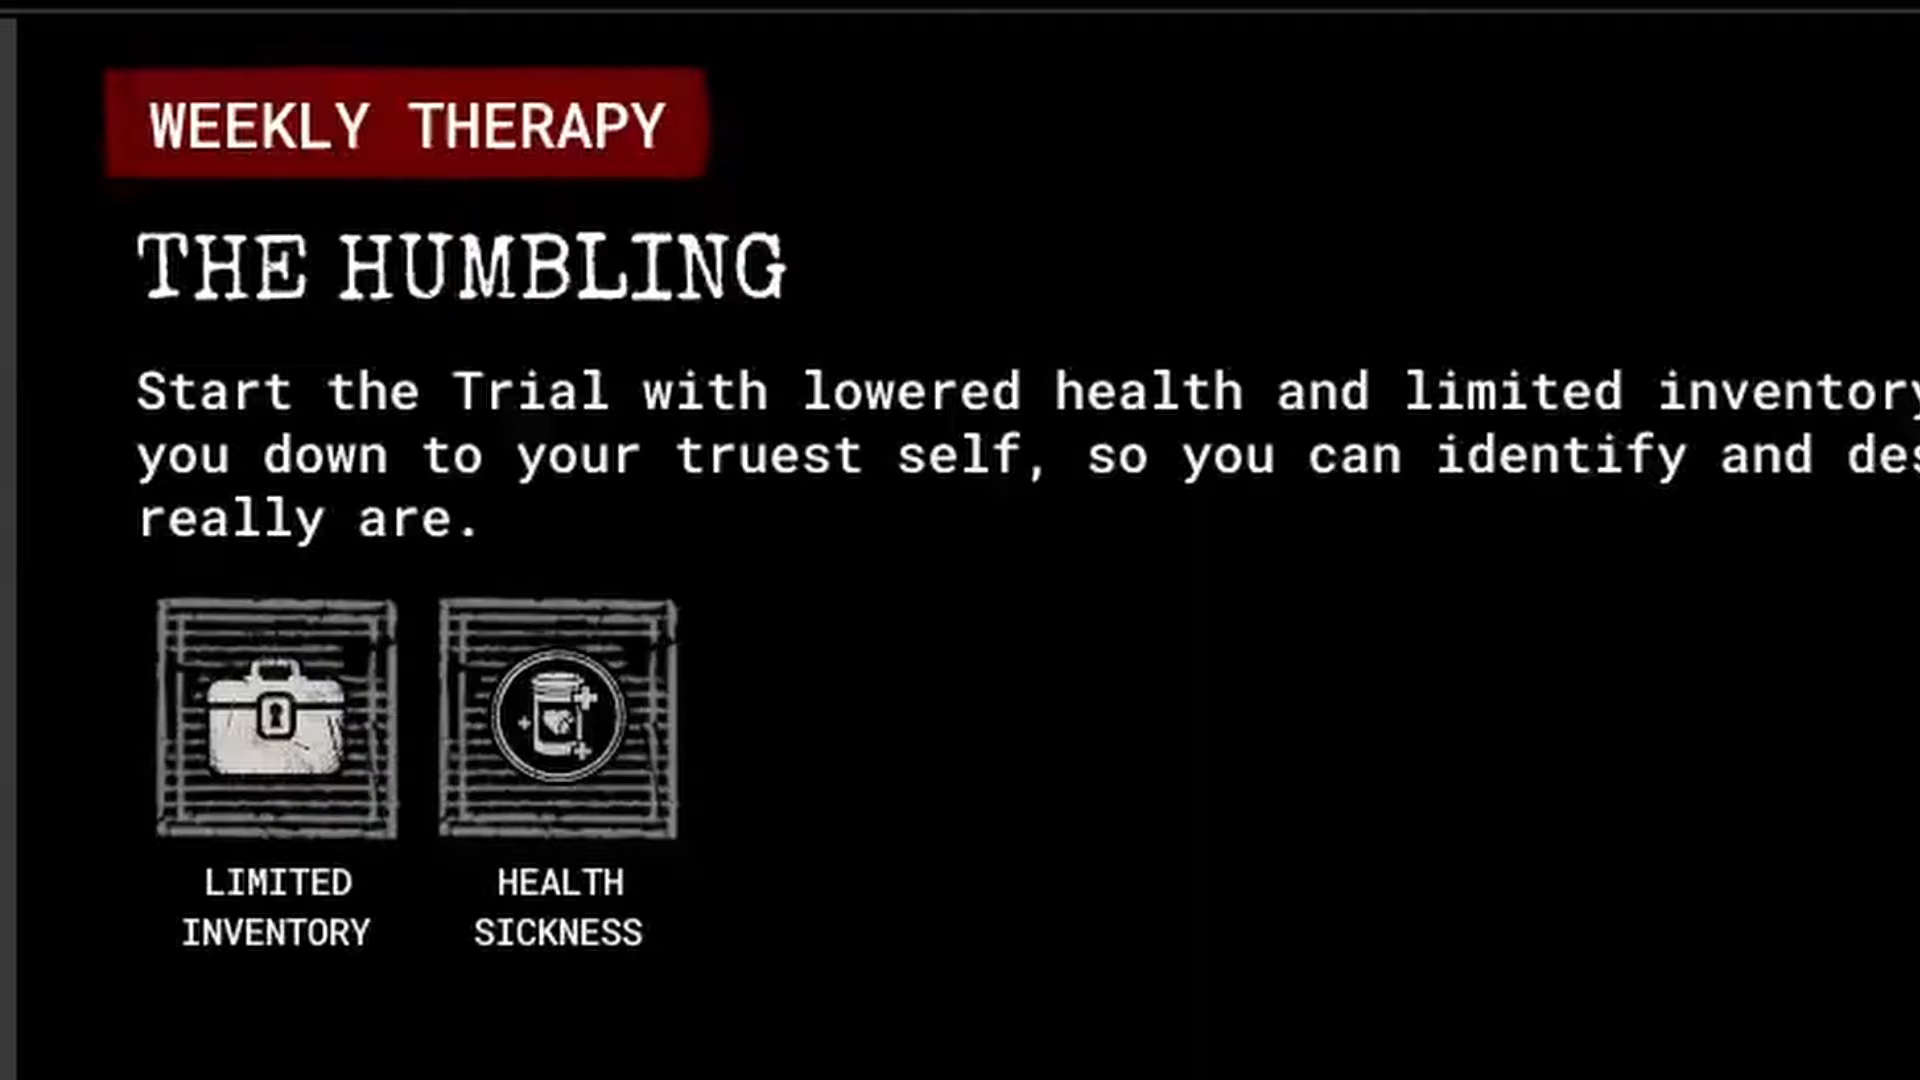 WEEKLY THERAPY
THE HUMBLING
Start the Trial with lowered health and limited inventory
you down to your truest self, so you can identify and
really are.
LIMITED
INVENTORY
HEALTH
SICKNESS